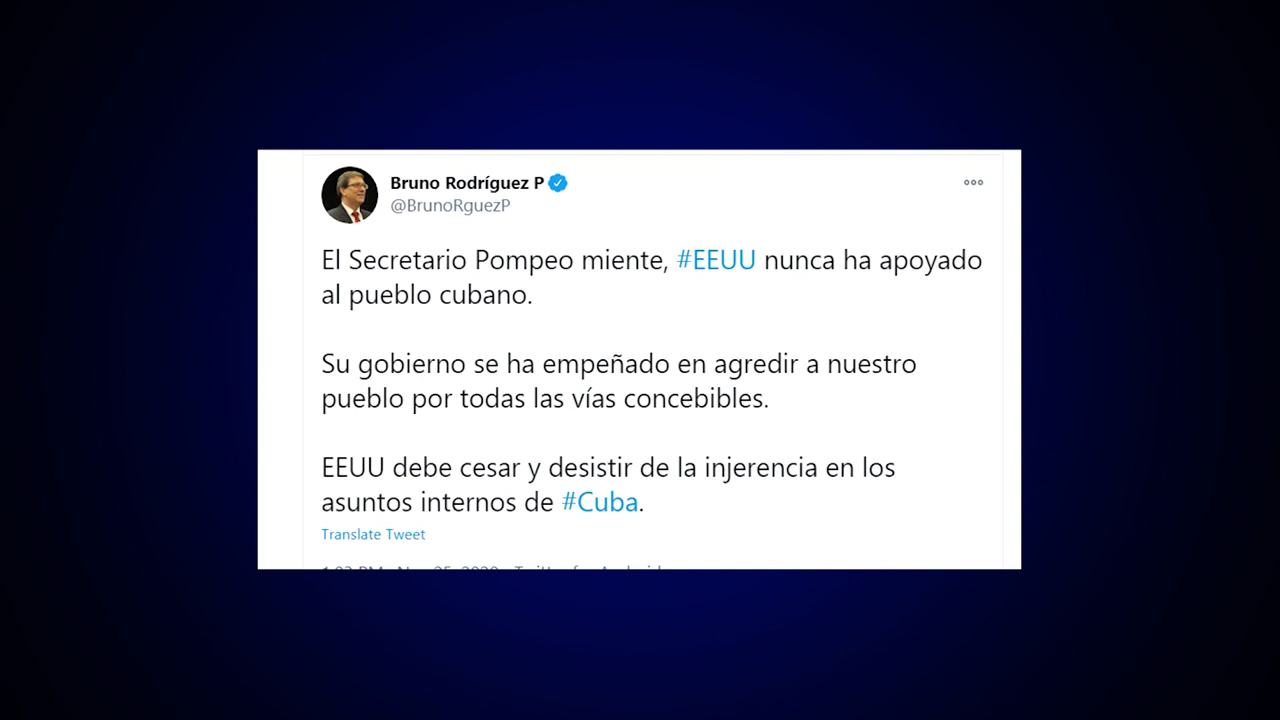 Bruno Rodríguez P
@BrunoRguezP
El Secretario Pompeo miente, #EEUU nunca ha apoyado
al pueblo cubano.
Su gobierno se ha empeñado en agredir a nuestro
pueblo por todas las vías concebibles.
EEUU debe cesar y desistir de la injerencia en los
asuntos internos de #Cuba.
Translate Tweet